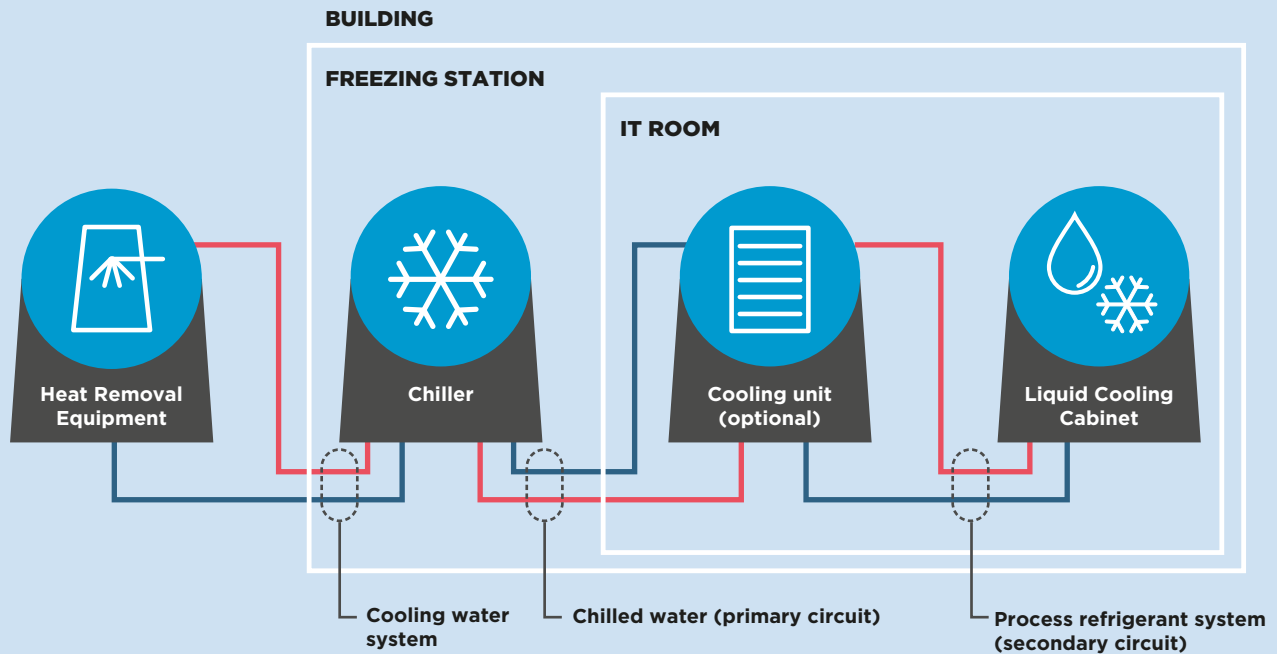 BUILDING
FREEZING STATION
IT ROOM
Heat Removal
Equipment
Chiller
Cooling unit
(optional)
Liquid Cooling
Cabinet
Cooling water
system
Chilled water (primary circuit)
Process refrigerant system
(secondary circuit)